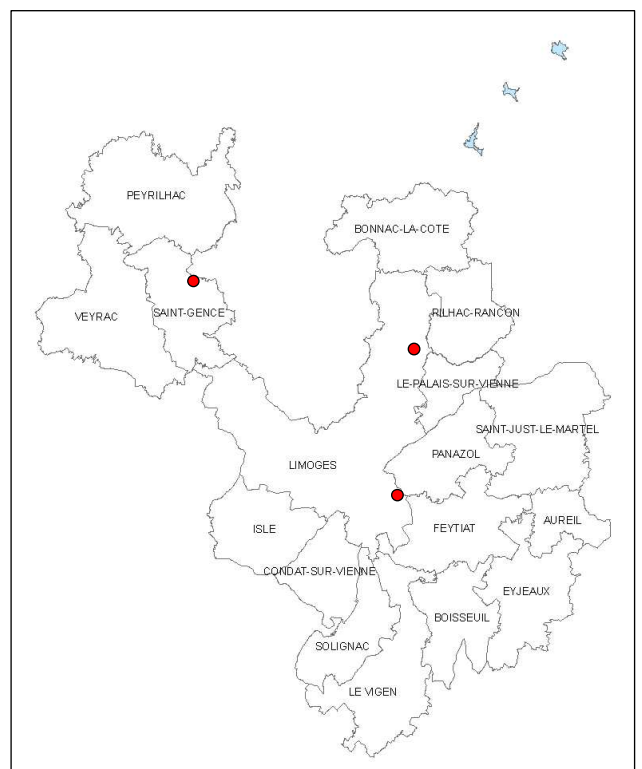 PEYRILHAC
BONNAC-LA-COTE
VEYRAC
SAINT-GENCE
RILHAC-RANCON
LE-PALAIS-SUR-VIENNE
SAINT-JUST-LE-MARTEL
PANAZOL
LIMOGES
FEYTIAT
AUREIL
ISLE
CONDAT-SUR-VIENNE
EYJEAUX
BOISSEUIL
SOLIGNAC
LE VIGEN